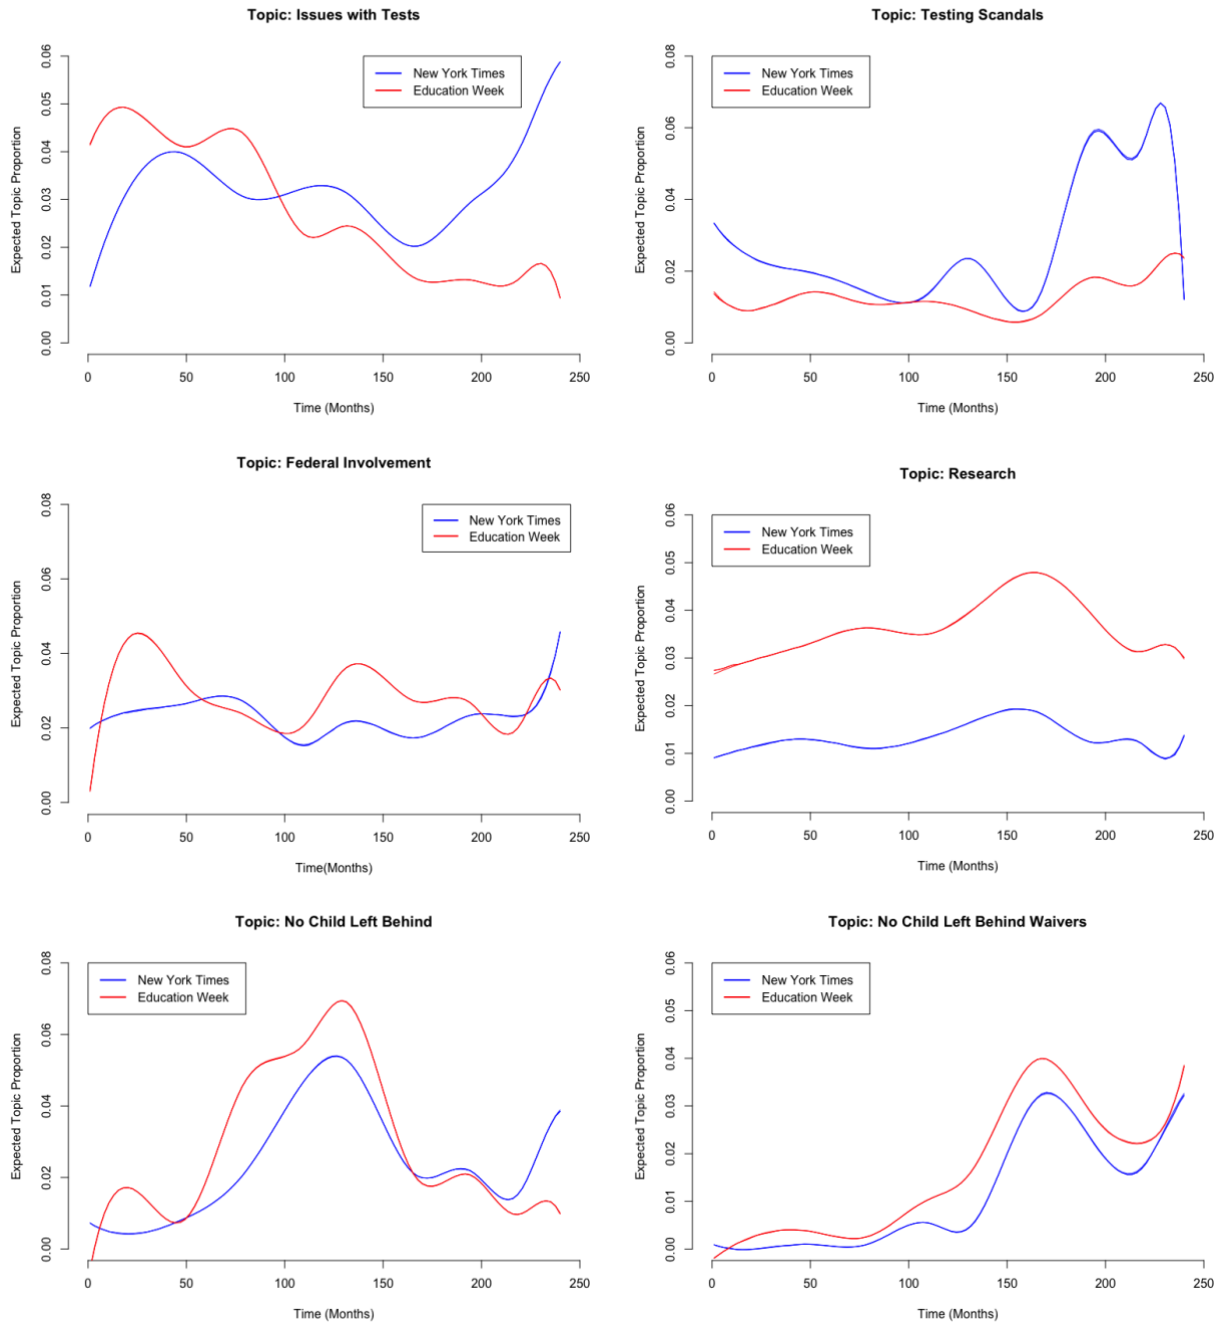 Topic: Issues with Tests
Expected Topic Proportion
0.06
0.05
0.04
0.03
0.02
0.01
0.00
New York Times
Education Week
0 50 100 150 200 250
Time (Months)
Topic: Testing Scandals
Expected Topic Proportion
0.08
0.06
0.04
0.02
0.00
New York Times
Education Week
0 50 100 150 200 250
Time (Months)
Topic: Federal Involvement
Expected Topic Proportion
0.08
0.06
0.04
0.02
0.00
New York Times
Education Week
0 50 100 150 200 250
Time(Months)
Topic: Research
Expected Topic Proportion
0.06
0.05
0.04
0.03
0.02
0.01
0.00
New York Times
Education Week
0 50 100 150 200 250
Time (Months)
Topic: No Child Left Behind
Expected Topic Proportion
0.08
0.06
0.04
0.02
0.00
New York Times
Education Week
0 50 100 150 200 250
Time (Months)
Topic: No Child Left Behind Waivers
Expected Topic Proportion
0.06
0.05
0.04
0.03
0.02
0.01
0.00
New York Times
Education Week
0 50 100 150 200 250
Time (Months)